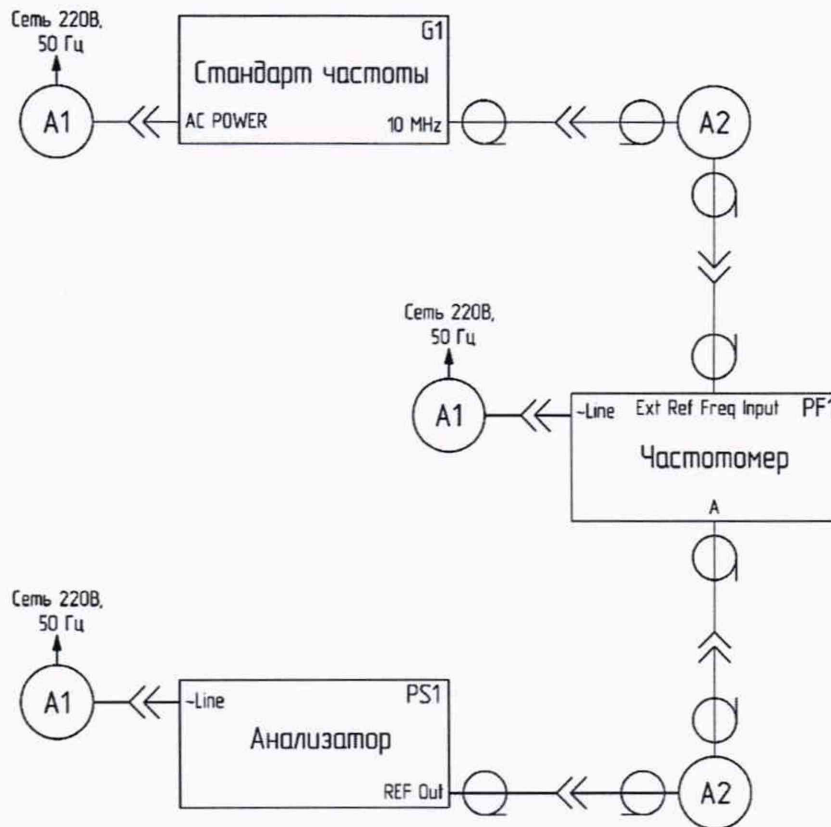 Сеть 220В,
50 Гц
A1
G1
Стандарт частоты
AC POWER
10 MHz
A2
Сеть 220В,
50 Гц
A1
~Line
Ext Ref Freq Input
PF1
Частотомер
A
Сеть 220В,
50 Гц
A1
~Line
PS1
Анализатор
REF Out
A2